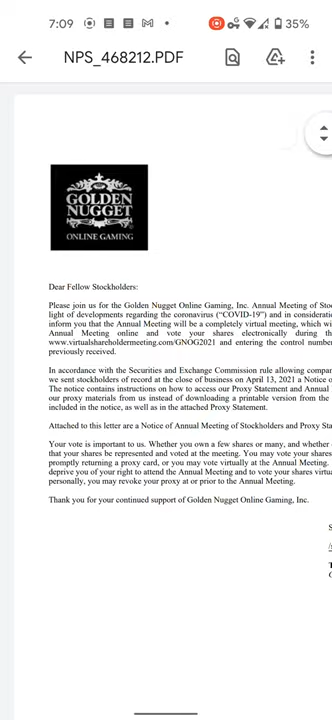 7:09
35%
NPS_468212.PDF
GOLDEN
NUGGET
ONLINE GAMING
Dear Fellow Stockholders:
Please join us for the Golden Nugget Online Gaming, Inc. Annual Meeting of
light of developments regarding the coronavirus ("COVID-19") and in
inform you that the Annual Meeting will be a completely virtual meeting, which
Annual Meeting online and vote your shares electronically during
www.virtualshareholdermeeting.com/GNOG2021 and entering the control
previously received.
In accordance with the Securities and Exchange Commission rule allowing
we sent stockholders of record at the close of business on April 13, 2021 a Notice
The notice contains instructions on how to access our Proxy Statement and Annual
our proxy materials from us instead of downloading a printable version from the
included in the notice, as well as in the attached Proxy Statement.
Attached to this letter are a Notice of Annual Meeting of Stockholders and Proxy
Your vote is important to us. Whether you own a few shares or many, and whether
that your shares be represented and voted at the meeting. You may vote your shares
promptly returning a proxy card, or you may vote virtually at the Annual Meeting.
deprive you of your right to attend the Annual Meeting and to vote your shares
personally, you may revoke your proxy at or prior to the Annual Meeting.
Thank you for your continued support of Golden Nugget Online Gaming, Inc.